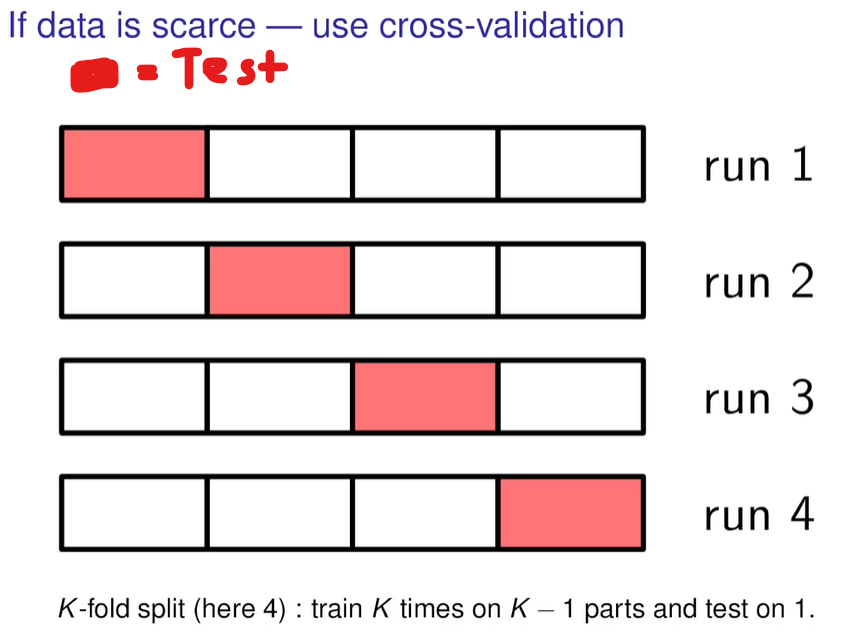 If data is scarce — use cross-validation
= Test
run 1
run 2
run 3
run 4
K-fold split (here 4) : train K times on K − 1 parts and test on 1.